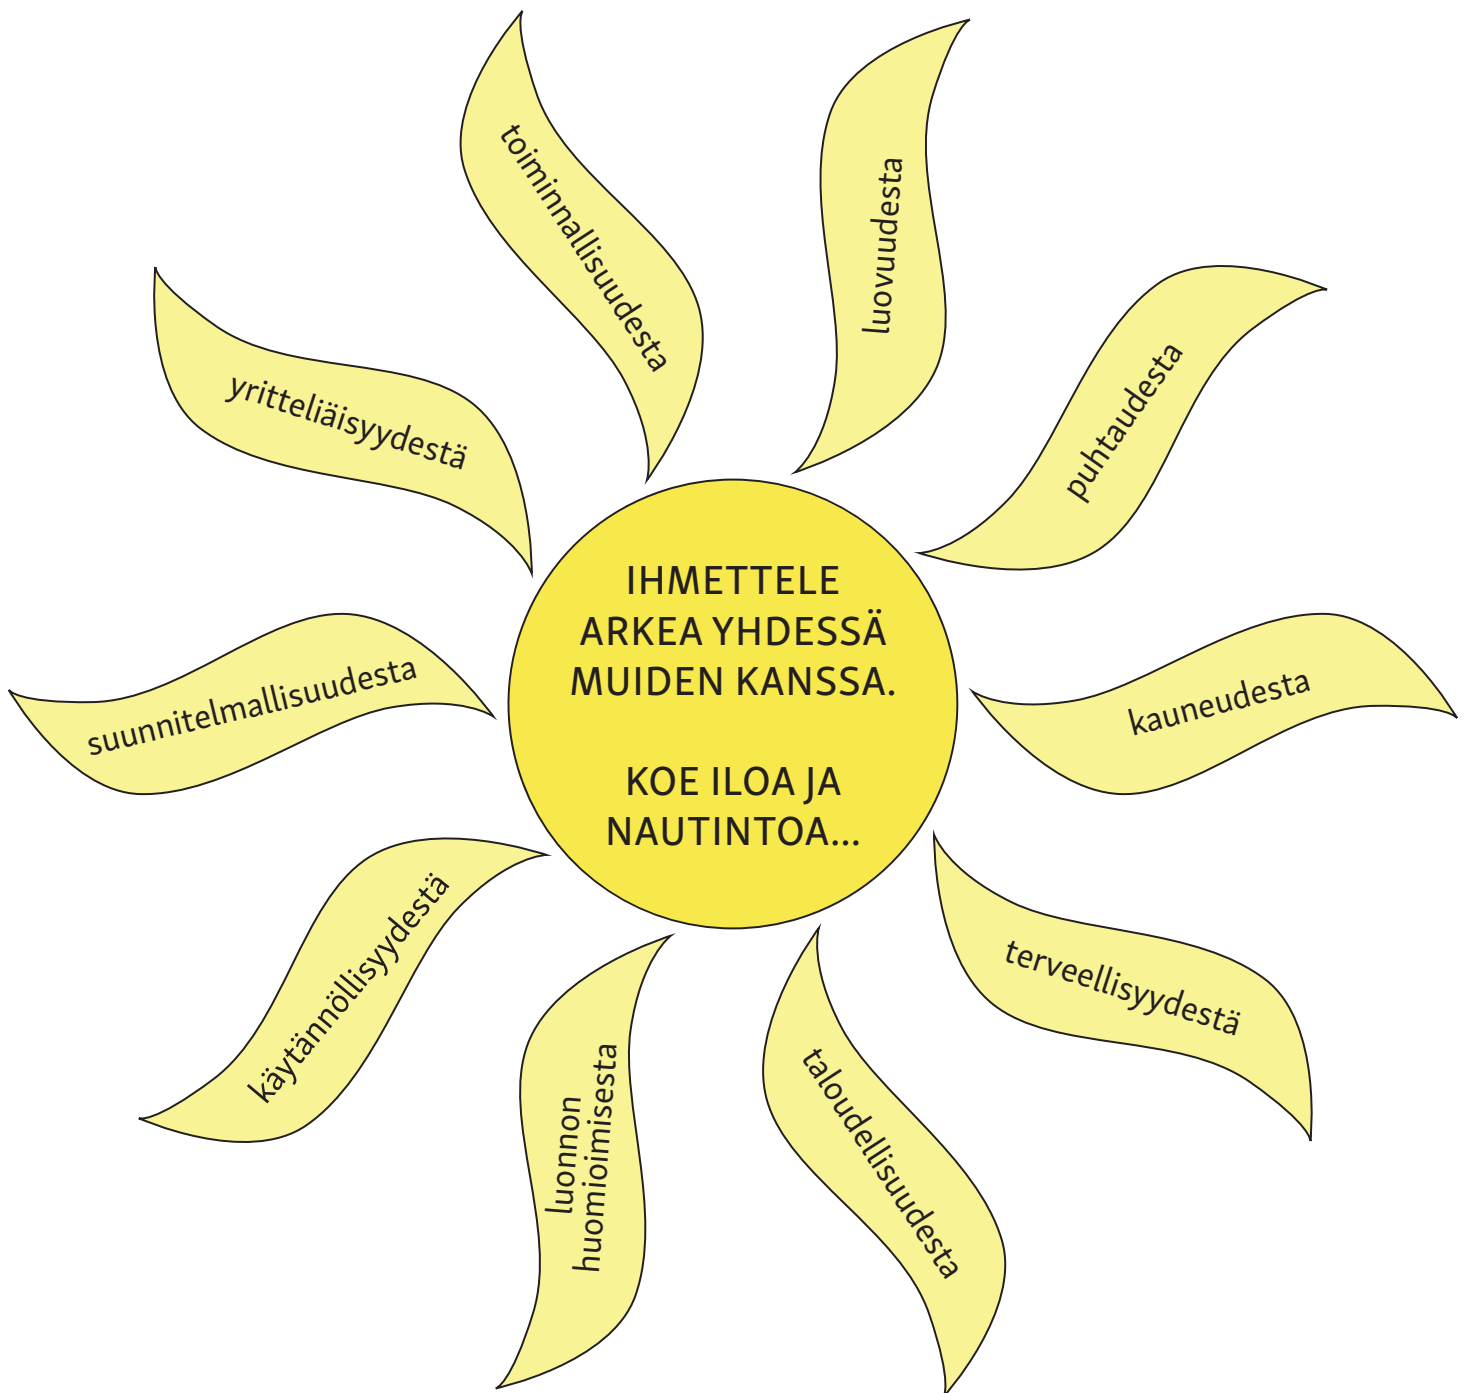 IHMETTELE
ARKEA YHDESSÄ
MUIDEN KANSSA.
KOE ILOA JA
NAUTINTOA...
luovuudesta
puhtaudesta
kauneudesta
terveellisyydestä
taloudellisuudesta
luonnon
huomioimisesta
käytännöllisyydestä
suunnitelmallisuudesta
yritteliäisyydestä
toiminnallisuudesta